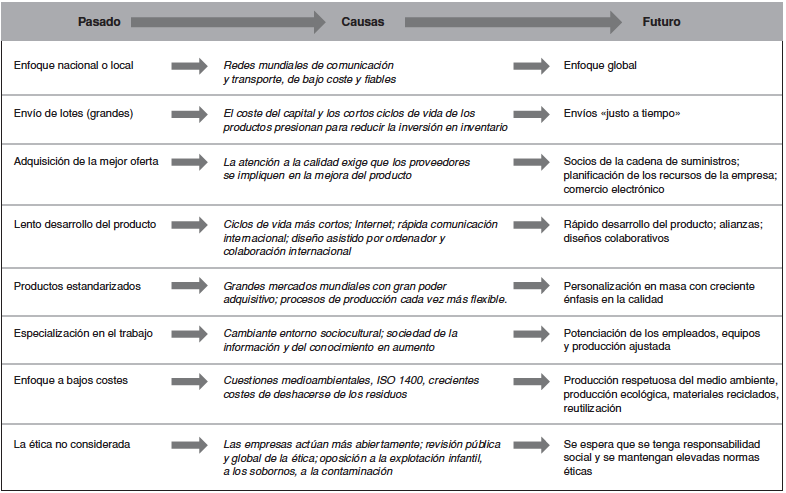 Pasado Causas Futuro
Enfoque nacional o local
Redes mundiales de comunicación
y transporte, de bajo coste y fiables
Enfoque global
Envío de lotes (grandes)
El coste del capital y los cortos ciclos de vida de los
productos presionan para reducir la inversión en inventario
Envíos «justo a tiempo»
Adquisición de la mejor oferta
La atención a la calidad exige que los proveedores
se impliquen en la mejora del producto
Socios de la cadena de suministros;
planificación de los recursos de la empresa;
comercio electrónico
Lento desarrollo del producto
Ciclos de vida más cortos; Internet; rápida comunicación
internacional; diseño asistido por ordenador y
colaboración internacional
Rápido desarrollo del producto; alianzas;
diseños colaborativos
Productos estandarizados
Grandes mercados mundiales con gran poder
adquisitivo; procesos de producción cada vez más flexible.
Personalización en masa con creciente
énfasis en la calidad
Especialización en el trabajo
Cambiante entorno sociocultural; sociedad de la
información y del conocimiento en aumento
Potenciación de los empleados, equipos
y producción ajustada
Enfoque a bajos costes
Cuestiones medioambientales, ISO 1400, crecientes
costes de deshacerse de los residuos
Producción respetuosa del medio ambiente,
producción ecológica, materiales reciclados,
reutilización
La ética no considerada
Las empresas actúan más abiertamente; revisión pública
y global de la ética; oposición a la explotación infantil,
a los sobornos, a la contaminación
Se espera que se tenga responsabilidad
social y se mantengan elevadas normas
éticas